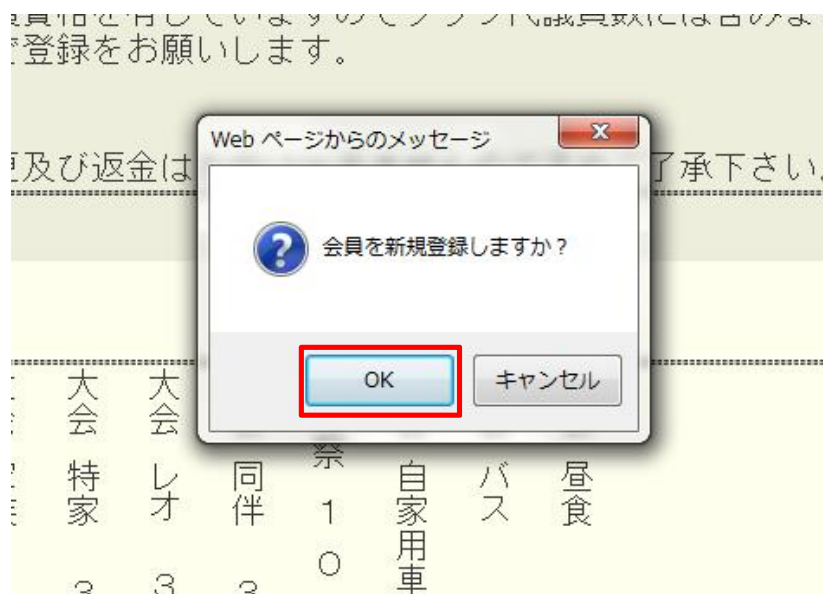 登録をお願いします。
Web ページからのメッセージ
及び返金は
了承下さい。
会員を新規登録しますか？
OK
キャンセル
大会 特家 3
大会 レオ 3
同伴 3
祭 10
自家用車
バス
昼食